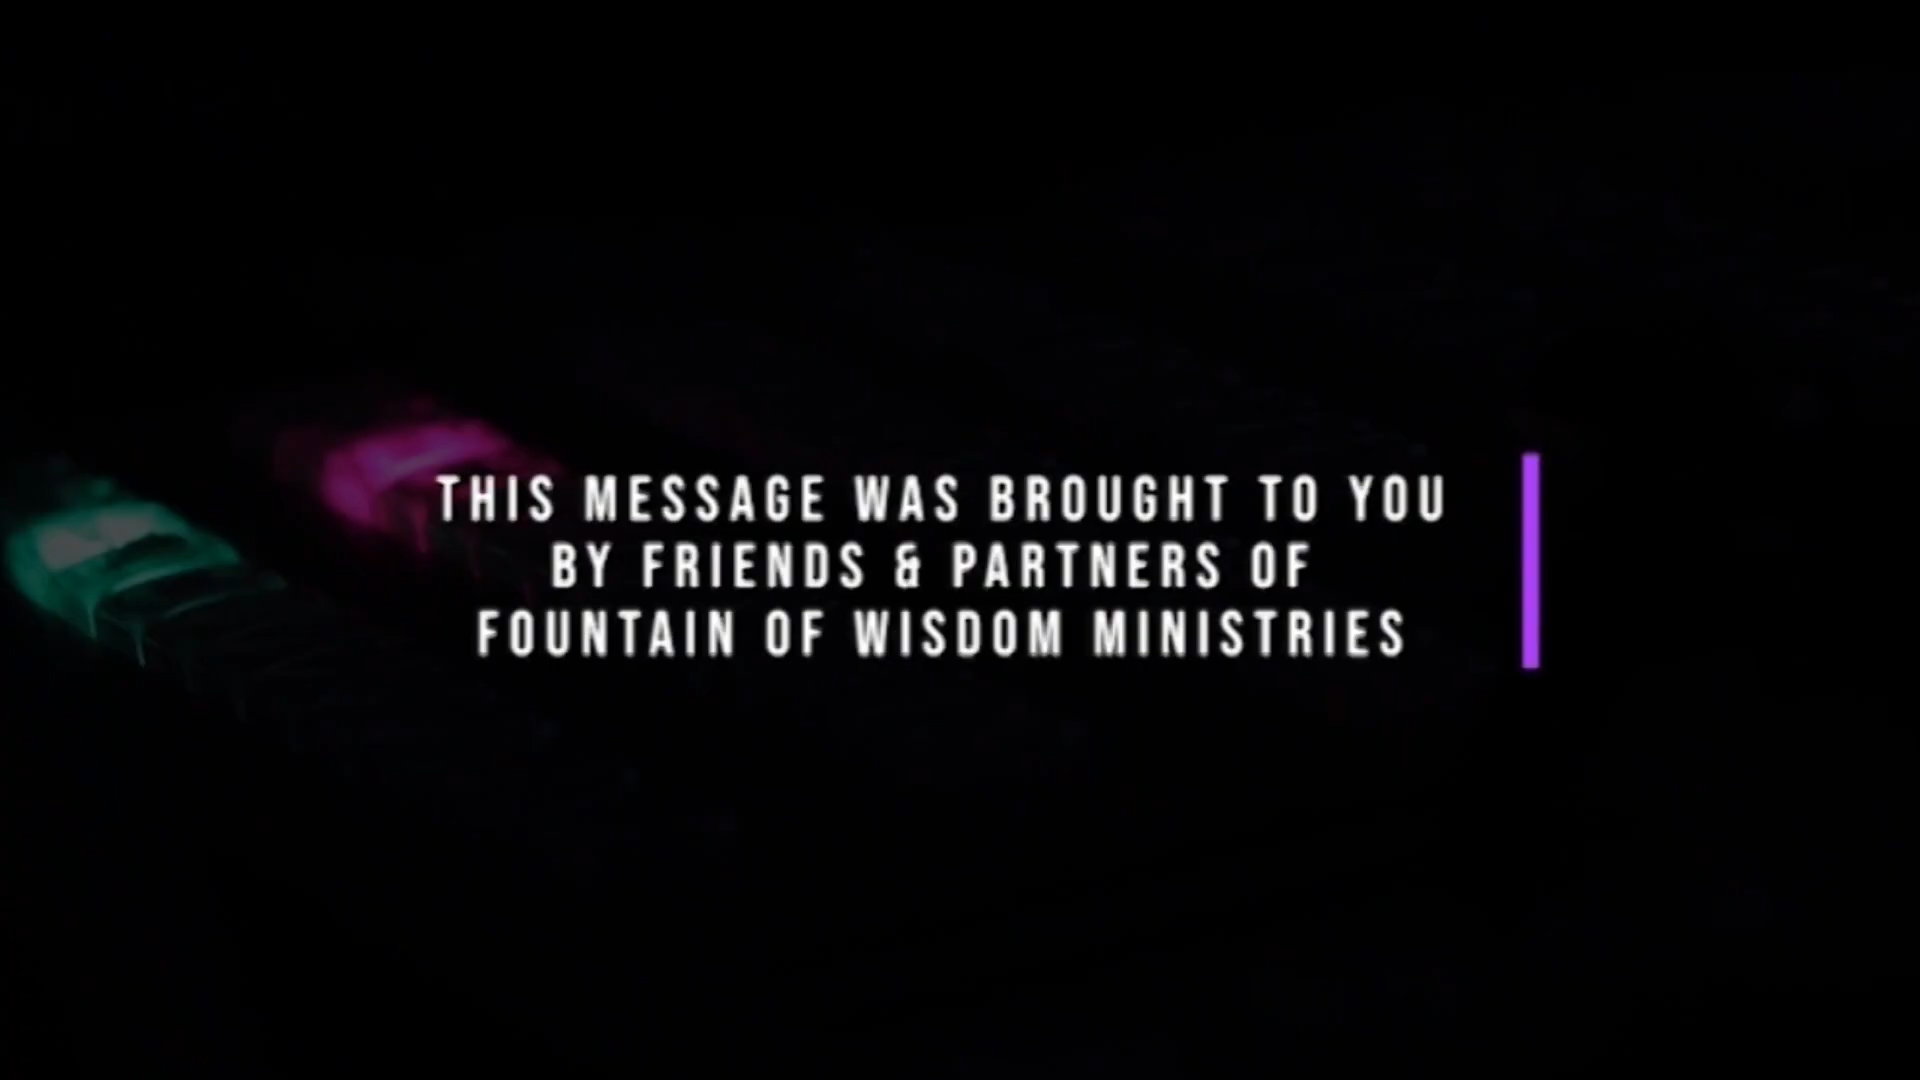 THIS MESSAGE WAS BROUGHT TO YOU
BY FRIENDS & PARTNERS OF
FOUNTAIN OF WISDOM MINISTRIES